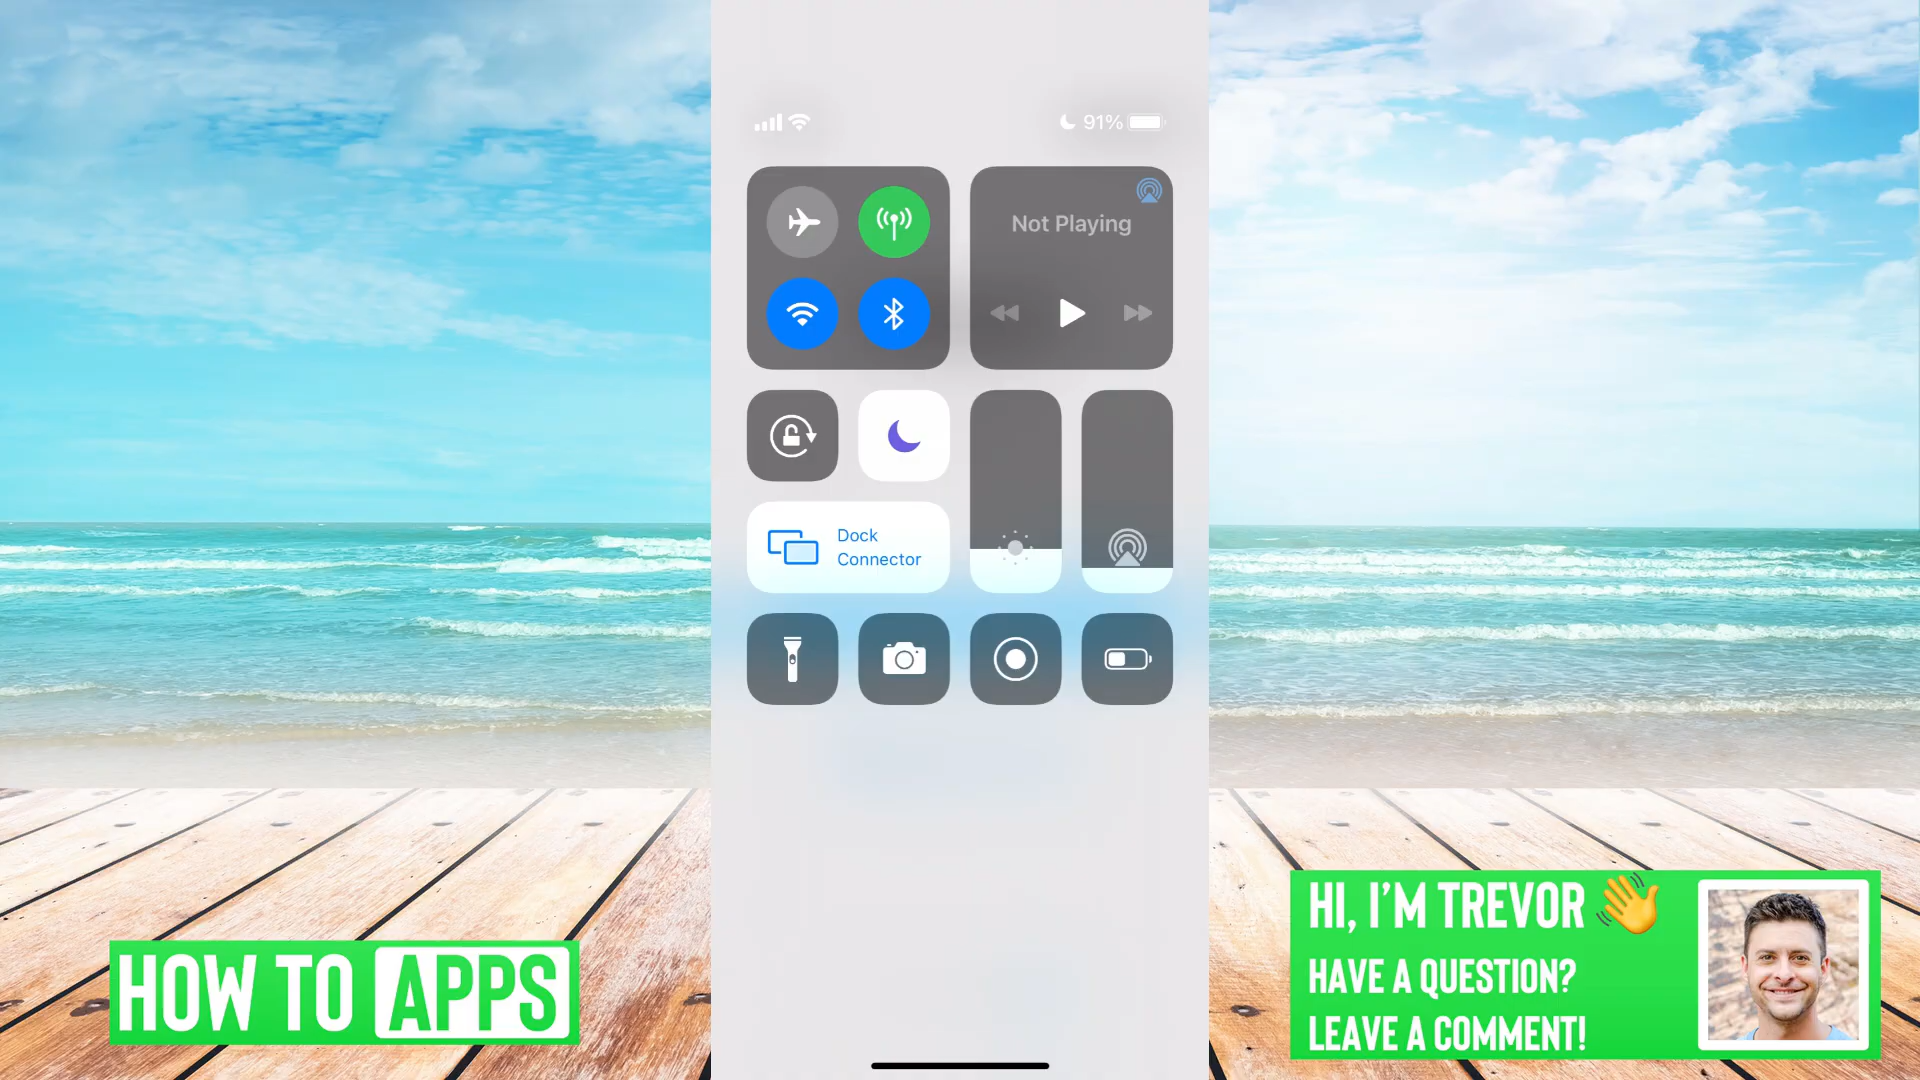 91%
Not Playing
Dock
Connector
HOW TO APPS
HI, I'M TREVOR 👋
HAVE A QUESTION?
LEAVE A COMMENT!